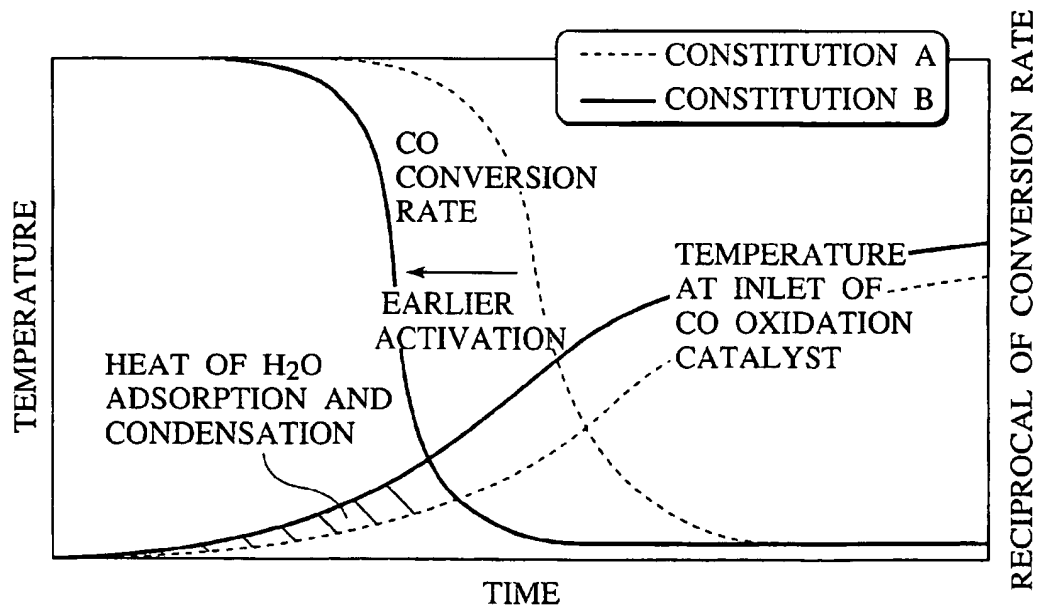 CONSTITUTION A
CONSTITUTION B
CO
CONVERSION
RATE
TEMPERATURE
AT INLET OF
CO OXIDATION
CATALYST
EARLIER
ACTIVATION
HEAT OF H2O
ADSORPTION AND
CONDENSATION
TEMPERATURE
RECIPROCAL OF CONVERSION RATE
TIME